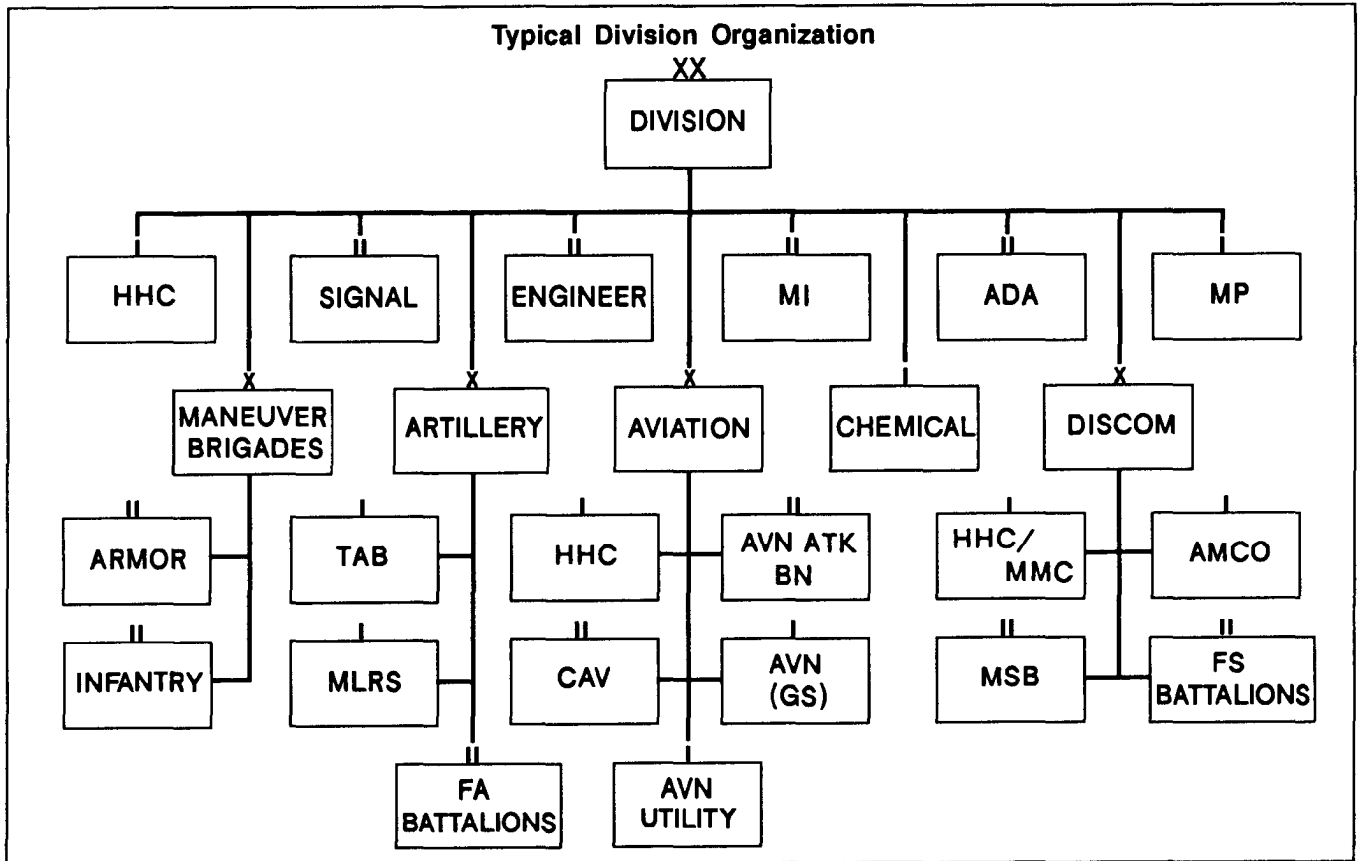 Typical Division Organization
XX
DIVISION
I
HHC
II
SIGNAL
II
ENGINEER
II
MI
II
ADA
I
MP
X
MANEUVER
BRIGADES
X
ARTILLERY
X
AVIATION
I
CHEMICAL
X
DISCOM
II
ARMOR
I
TAB
I
HHC
II
AVN ATK
BN
I
HHC/
MMC
I
AMCO
II
INFANTRY
I
MLRS
II
CAV
I
AVN
(GS)
II
MSB
II
FS
BATTALIONS
II
FA
BATTALIONS
I
AVN
UTILITY